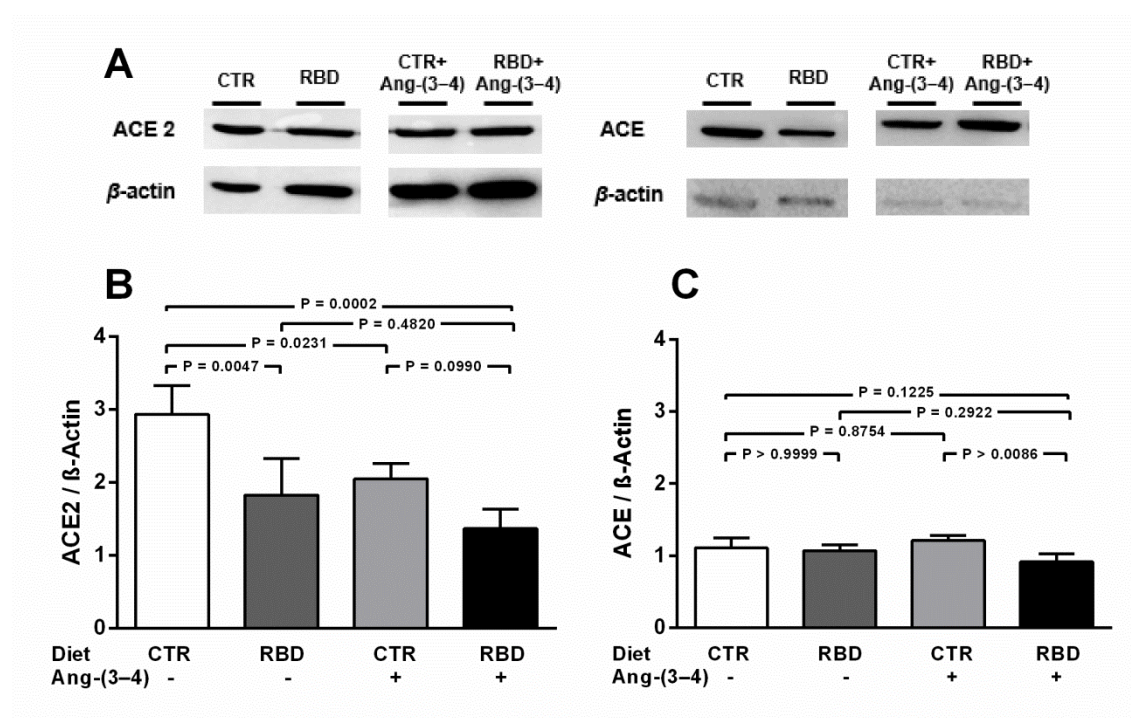 A
CTR RBD CTR+ Ang-(3–4) RBD+ Ang-(3–4)
ACE 2
β-actin
CTR RBD CTR+ Ang-(3–4) RBD+ Ang-(3–4)
ACE
β-actin
B
P = 0.0002
P = 0.4820
P = 0.0231
P = 0.0047 P = 0.0990
4
3
2
1
0
ACE2 / ß-Actin
Diet CTR RBD CTR RBD
Ang-(3–4) - - + +
C
P = 0.1225
P = 0.2922
P = 0.8754
P > 0.9999 P > 0.0086
4
3
2
1
0
ACE / ß-Actin
Diet CTR RBD CTR RBD
Ang-(3–4) - - + +